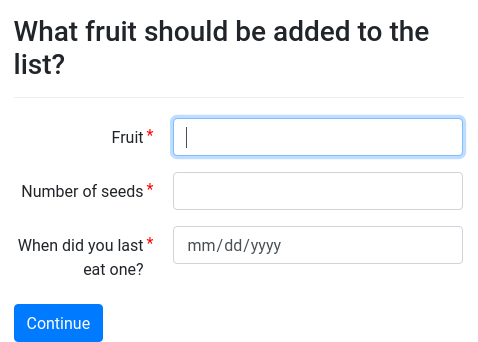 What fruit should be added to the
list?
Fruit *
Number of seeds *
When did you last *
eat one?
mm/dd/yyyy
Continue